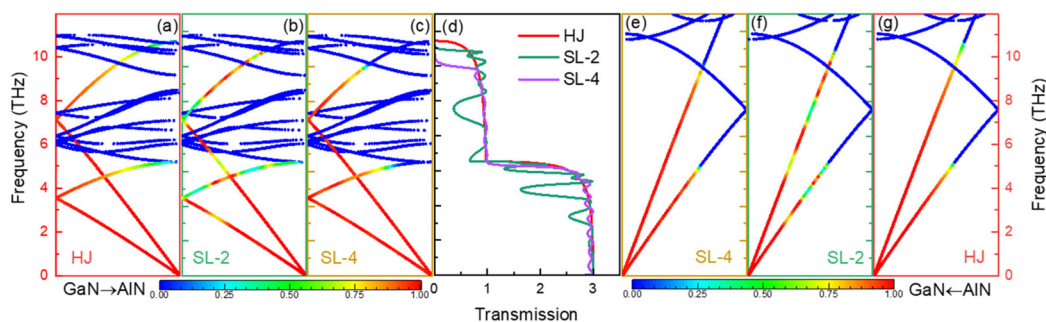 (a) (b) (c) (d) (e) (f) (g)
HJ
SL-2
SL-4
Frequency (THz)
10
8
6
4
2
0
HJ SL-2 SL-4 SL-4 SL-2 HJ
Frequency (THz)
10
8
6
4
2
0
GaN→AlN
0.00 0.25 0.50 0.75 1.00
0 1 2 3
Transmission
0.00 0.25 0.50 0.75 1.00
GaN←AlN